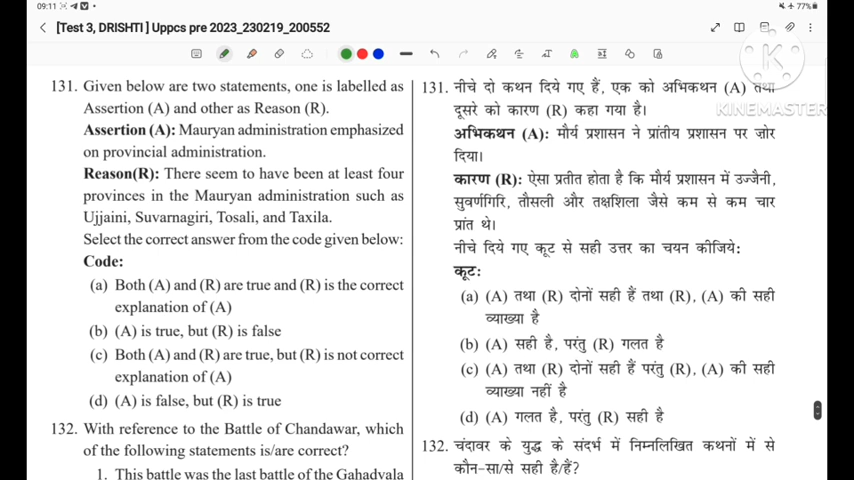 09:11
77%
[Test 3, DRISHTI ] Uppcs pre 2023_230219_200552
KINEMASTER
131. Given below are two statements, one is labelled as
Assertion (A) and other as Reason (R).
Assertion (A): Mauryan administration emphasized
on provincial administration.
Reason(R): There seem to have been at least four
provinces in the Mauryan administration such as
Ujjaini, Suvarnagiri, Tosali, and Taxila.
Select the correct answer from the code given below:
Code:
(a) Both (A) and (R) are true and (R) is the correct
explanation of (A)
(b) (A) is true, but (R) is false
(c) Both (A) and (R) are true, but (R) is not correct
explanation of (A)
(d) (A) is false, but (R) is true
132. With reference to the Battle of Chandawar, which
of the following statements is/are correct?
1. This battle was the last battle of the Gahadvala
131. नीचे दो कथन दिये गए हैं, एक को अभिकथन (A) तथा
दूसरे को कारण (R) कहा गया है।
अभिकथन (A): मौर्य प्रशासन ने प्रांतीय प्रशासन पर ज़ोर
दिया।
कारण (R): ऐसा प्रतीत होता है कि मौर्य प्रशासन में उज्जैनी,
सुवर्णगिरि, तौसली और तक्षशिला जैसे कम से कम चार
प्रांत थे।
नीचे दिये गए कूट से सही उत्तर का चयन कीजिये:
कूट:
(a) (A) तथा (R) दोनों सही हैं तथा (R), (A) की सही
व्याख्या है
(b) (A) सही है, परंतु (R) गलत है
(c) (A) तथा (R) दोनों सही हैं परंतु (R), (A) की सही
व्याख्या नहीं है
(d) (A) गलत है, परंतु (R) सही है
132. चंदावर के युद्ध के संदर्भ में निम्नलिखित कथनों में से
कौन-सा/से सही है/हैं?